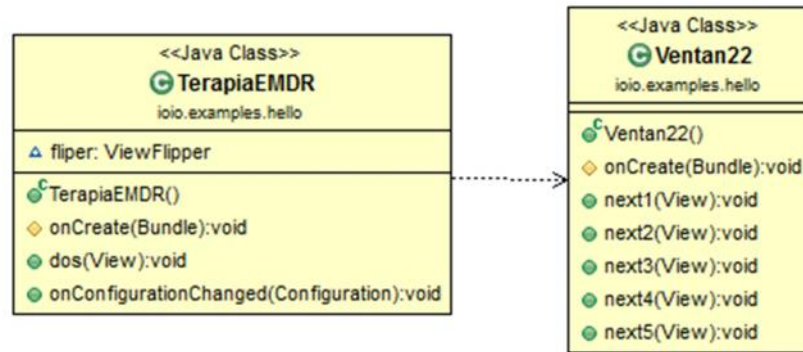 <<Java Class>>
TerapiaEMDR
ioio.examples.hello
fliper: ViewFlipper
TerapiaEMDR()
onCreate(Bundle):void
dos(View):void
onConfigurationChanged(Configuration):void
<<Java Class>>
Ventan22
ioio.examples.hello
Ventan22()
onCreate(Bundle):void
next1(View):void
next2(View):void
next3(View):void
next4(View):void
next5(View):void